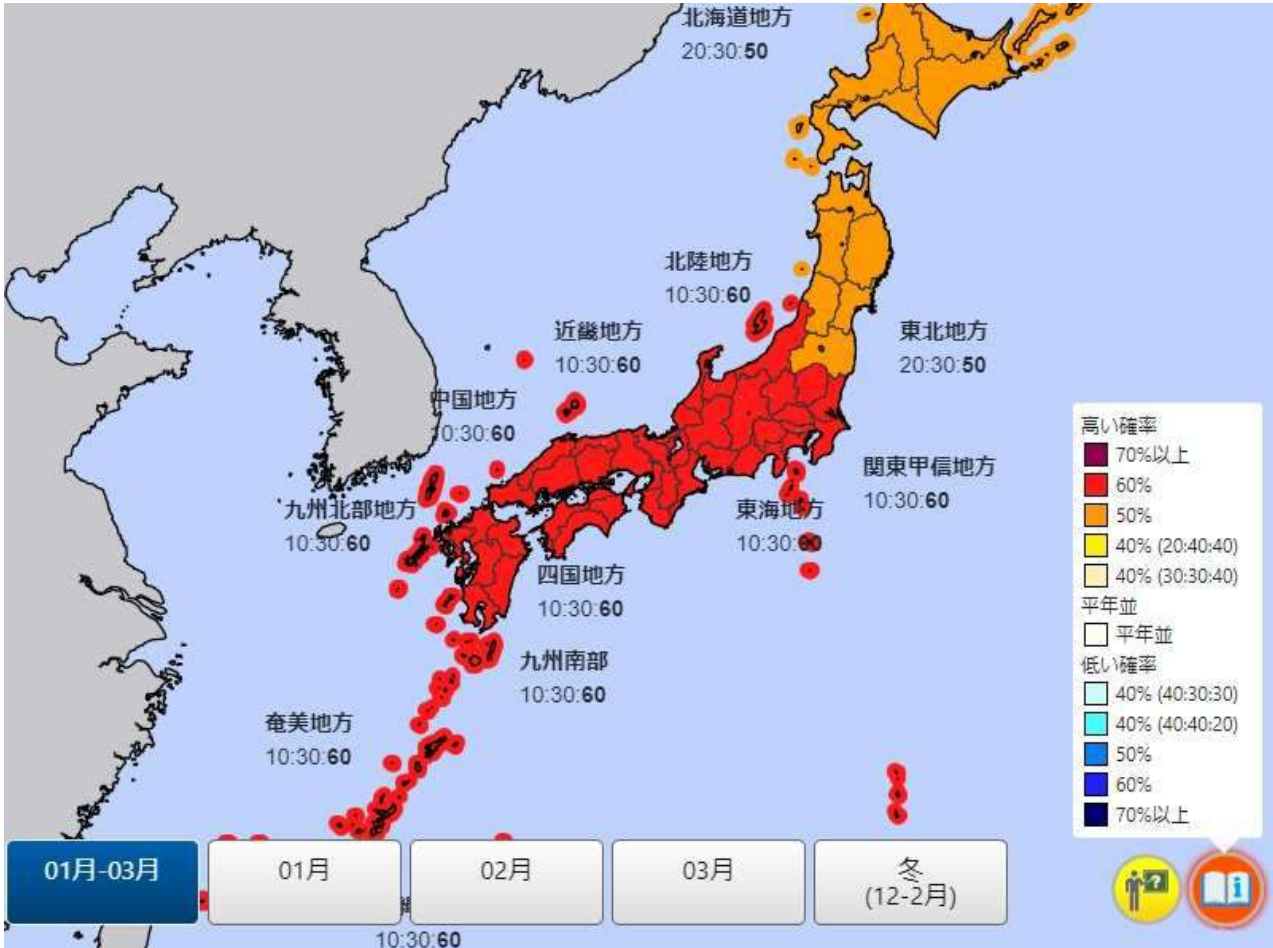 北海道地方
20:30:50
北陸地方
10:30:60
近畿地方
10:30:60
東北地方
20:30:50
中国地方
10:30:60
関東甲信地方
10:30:60
九州北部地方
10:30:60
東海地方
10:30:60
四国地方
10:30:60
九州南部
10:30:60
奄美地方
10:30:60
10:30:60
高い確率
70%以上
60%
50%
40% (20:40:40)
40% (30:30:40)
平年並
平年並
低い確率
40% (40:30:30)
40% (40:40:20)
50%
60%
70%以上
01月-03月
01月
02月
03月
冬
(12-2月)
?
i